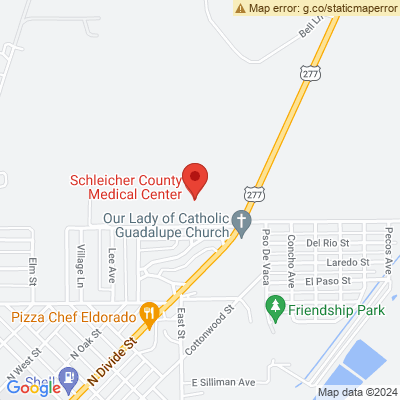 Map error: g.co/staticmaperror
Bell Ln
277
Schleicher County
Medical Center
277
Our Lady of Catholic
Guadalupe Church
Elm St
Village Ln
Lee Ave
Pso De Vaca
Concho Ave
Del Rio St
Laredo St
El Paso St
Pecos Ave
Pizza Chef Eldorado
East St
Cottonwood St
Friendship Park
N West St
N Oak St
N Divide St
Shell
E Silliman Ave
Google
Map data ©2024